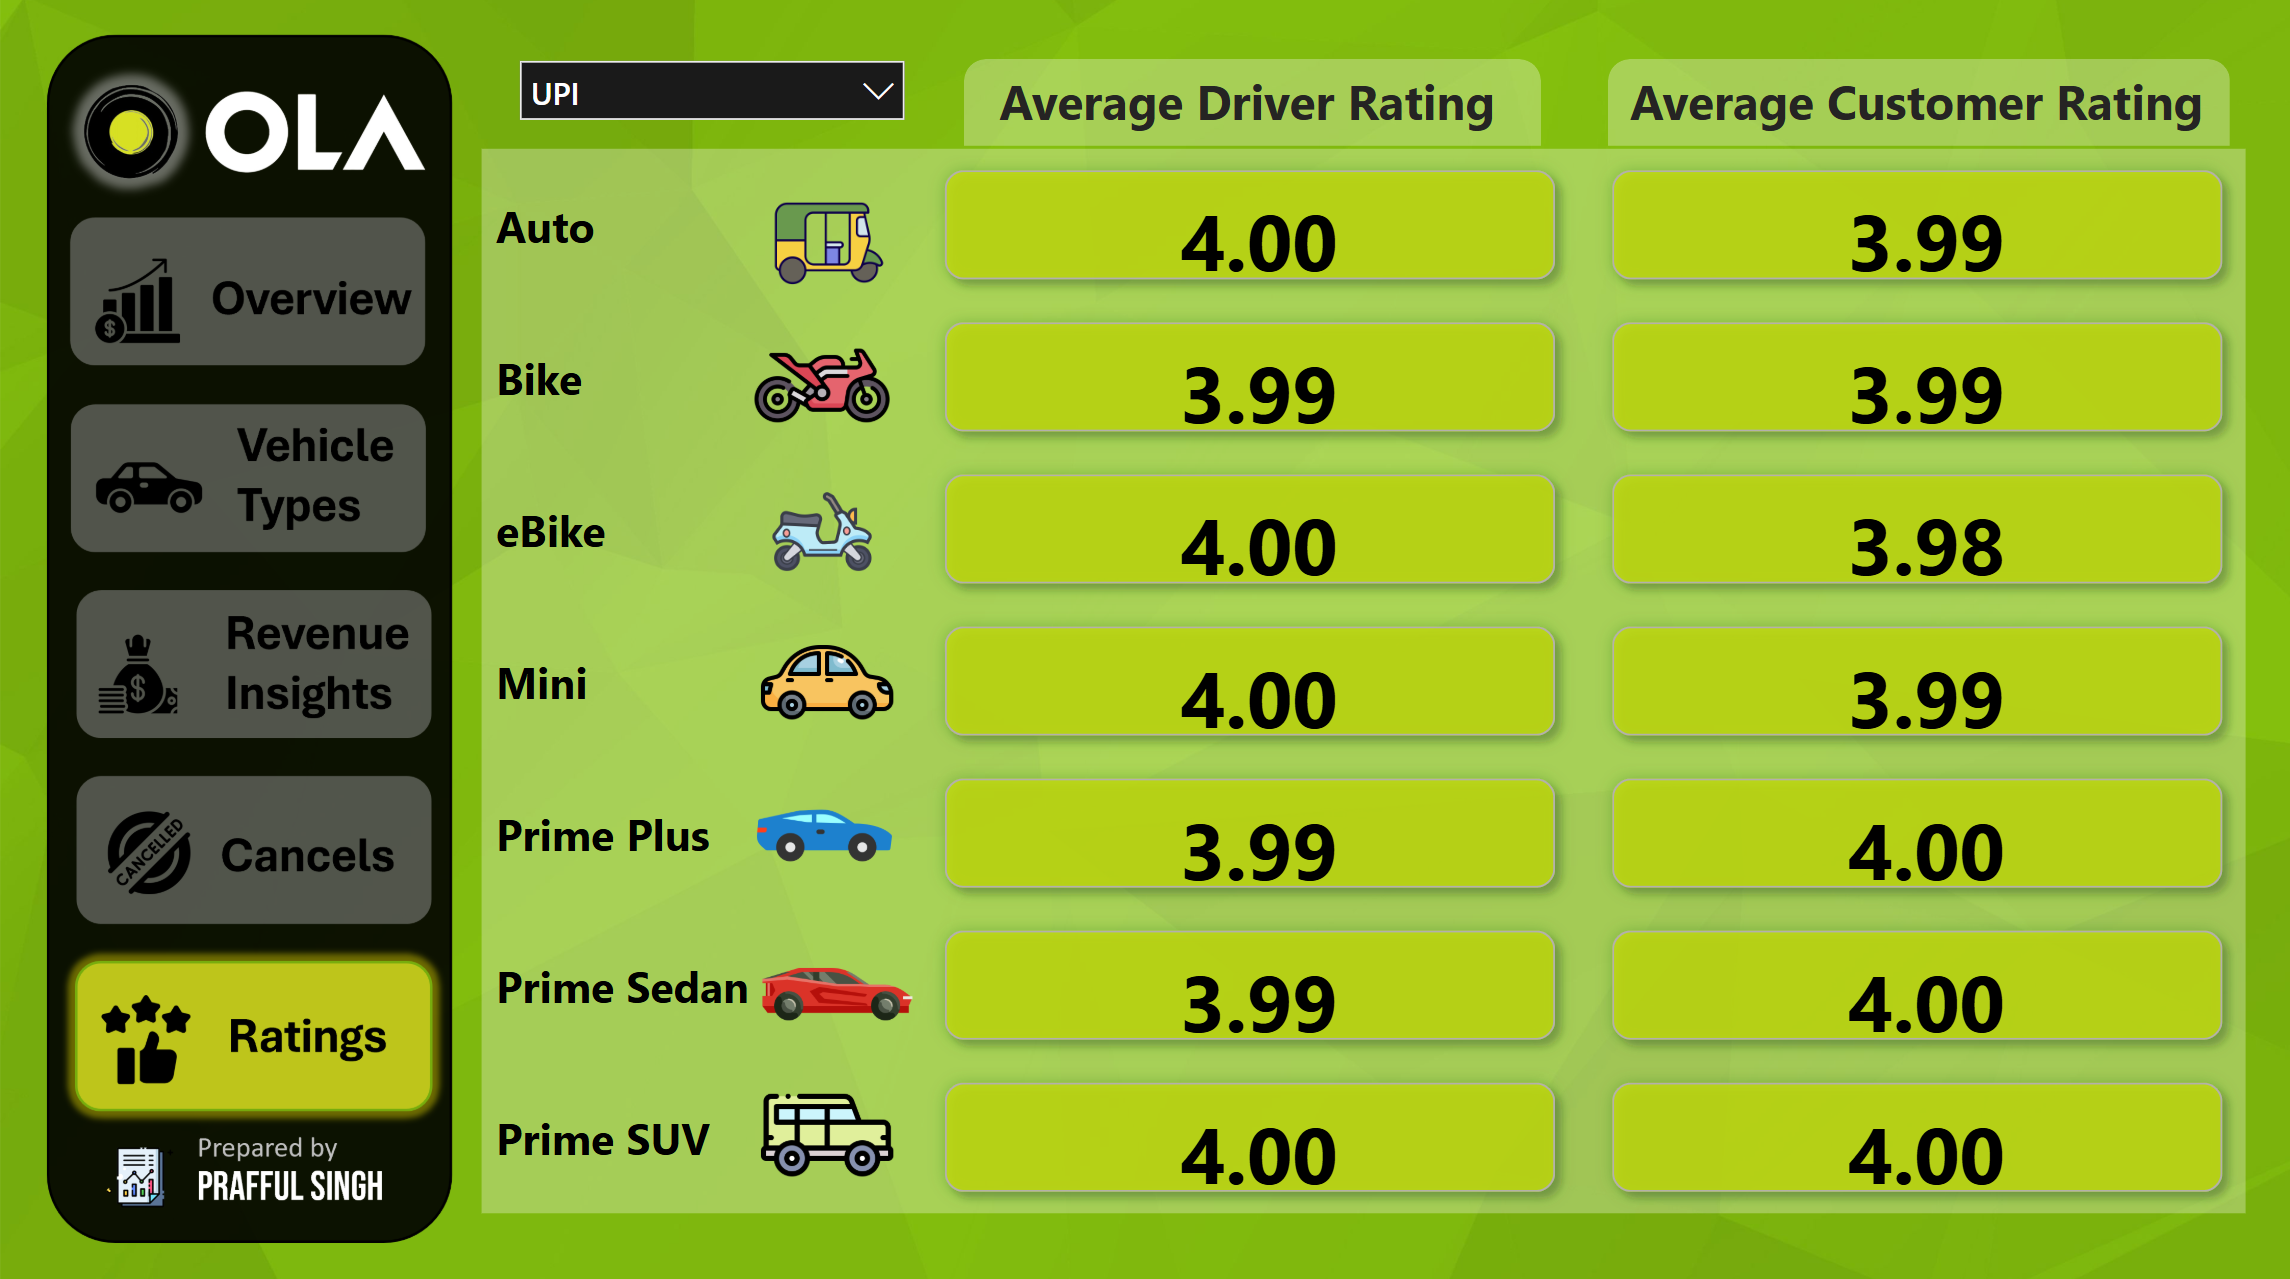 OLA
Overview
Vehicle
Types
Revenue
Insights
CANCELLED
Cancels
Ratings
Prepared by
PRAFFUL SINGH
UPI
Average Driver Rating
Average Customer Rating
Auto
4.00
3.99
Bike
3.99
3.99
eBike
4.00
3.98
Mini
4.00
3.99
Prime Plus
3.99
4.00
Prime Sedan
3.99
4.00
Prime SUV
4.00
4.00